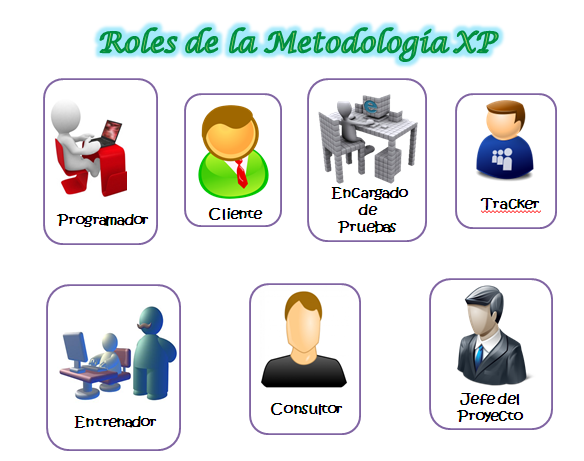 Roles de la Metodología XP
Programador
Cliente
Encargado
de
Pruebas
Tracker
Entrenador
Consultor
Jefe del
Proyecto